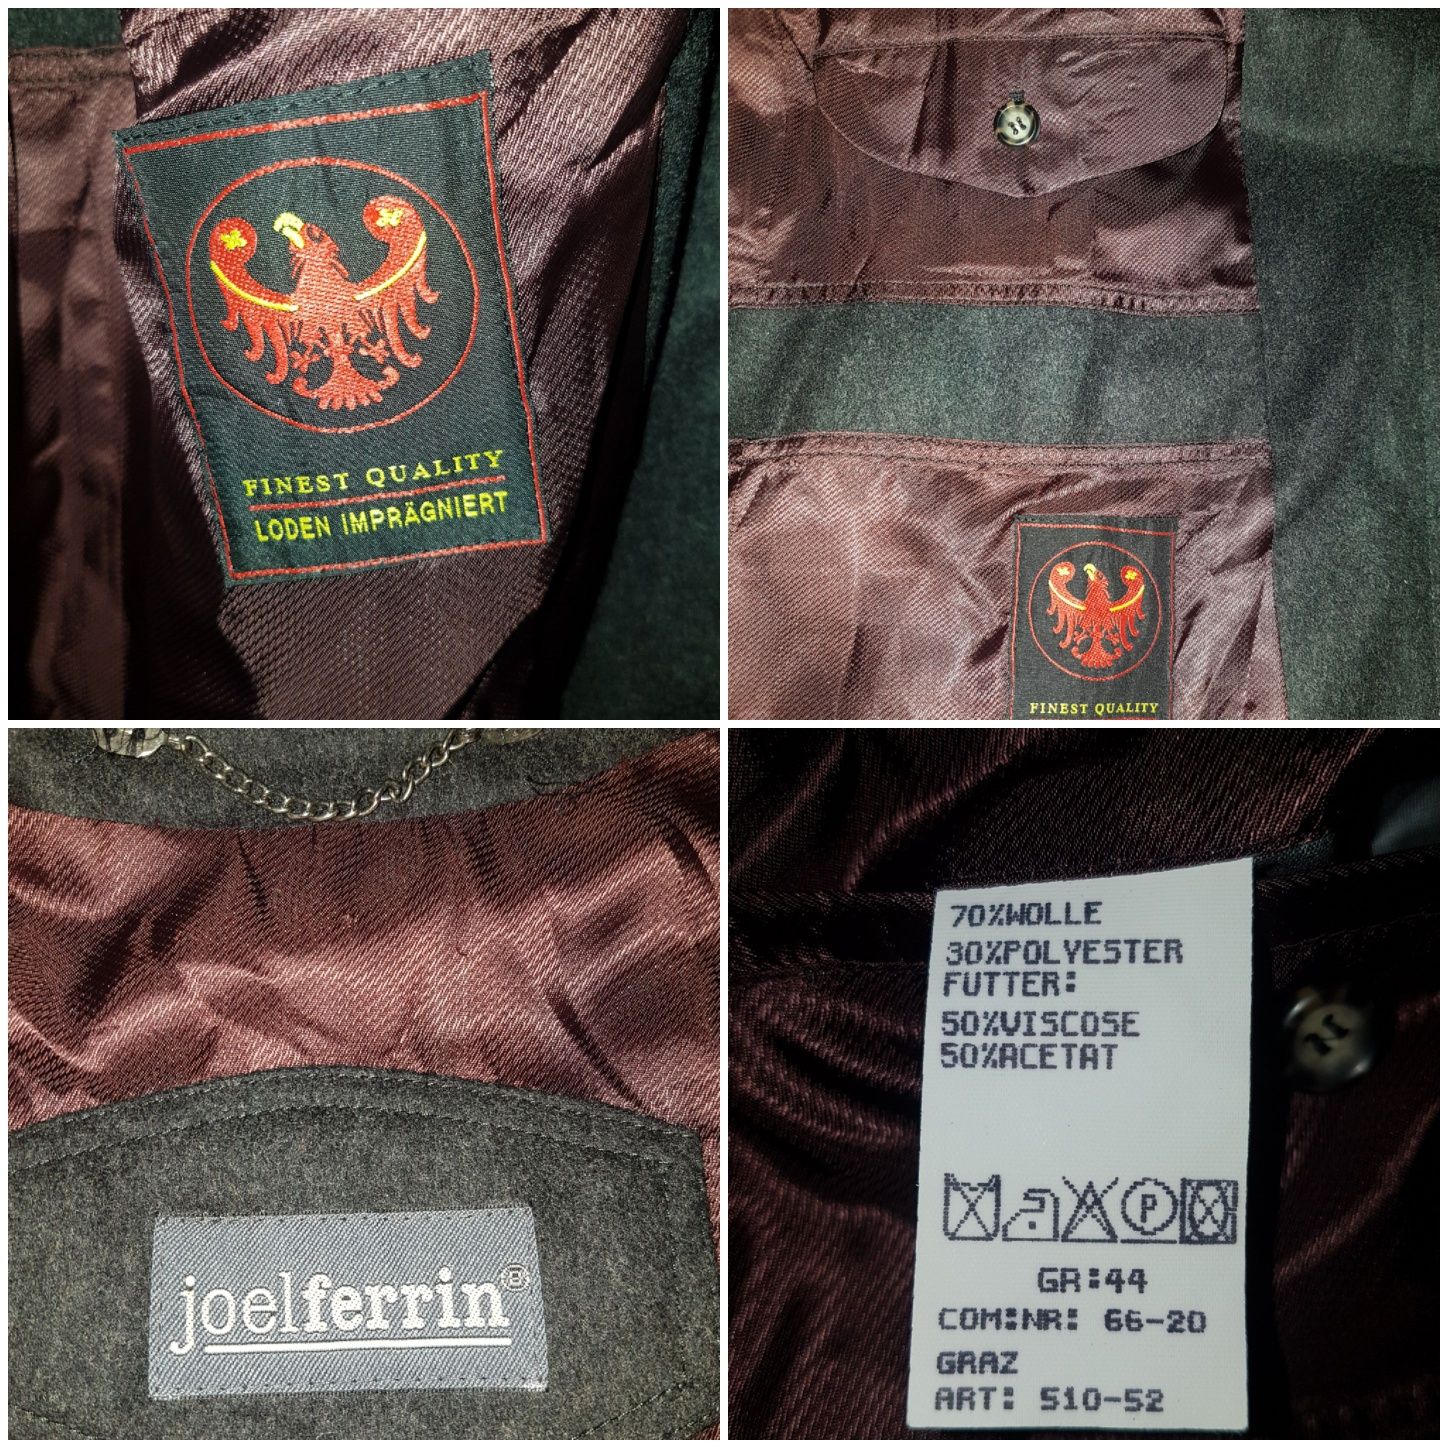 FINEST QUALITY
LODEN IMPRÄGNIERT
FINEST QUALITY
joelferrin®
70%WOLLE
30%POLYESTER
FUTTER:
50%VISCOSE
50%ACETAT
P
GR:44
COM:NR: 66-20
GRAZ
ART: 510-52